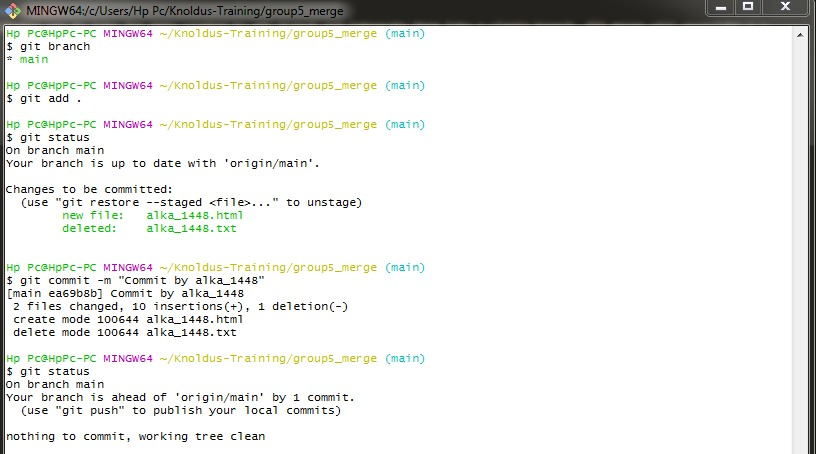 MINGW64:/c/Users/Hp Pc/Knoldus-Training/group5_merge
Hp Pc@HpPc-PC MINGW64 ~/Knoldus-Training/group5_merge (main)
$ git branch
* main
Hp Pc@HpPc-PC MINGW64 ~/Knoldus-Training/group5_merge (main)
$ git add .
Hp Pc@HpPc-PC MINGW64 ~/Knoldus-Training/group5_merge (main)
$ git status
On branch main
Your branch is up to date with 'origin/main'.
Changes to be committed:
  (use "git restore --staged <file>..." to unstage)
        new file:   alka_1448.html
        deleted:    alka_1448.txt
Hp Pc@HpPc-PC MINGW64 ~/Knoldus-Training/group5_merge (main)
$ git commit -m "Commit by alka_1448"
[main ea69b8b] Commit by alka_1448
 2 files changed, 10 insertions(+), 1 deletion(-)
 create mode 100644 alka_1448.html
 delete mode 100644 alka_1448.txt
Hp Pc@HpPc-PC MINGW64 ~/Knoldus-Training/group5_merge (main)
$ git status
On branch main
Your branch is ahead of 'origin/main' by 1 commit.
  (use "git push" to publish your local commits)
nothing to commit, working tree clean